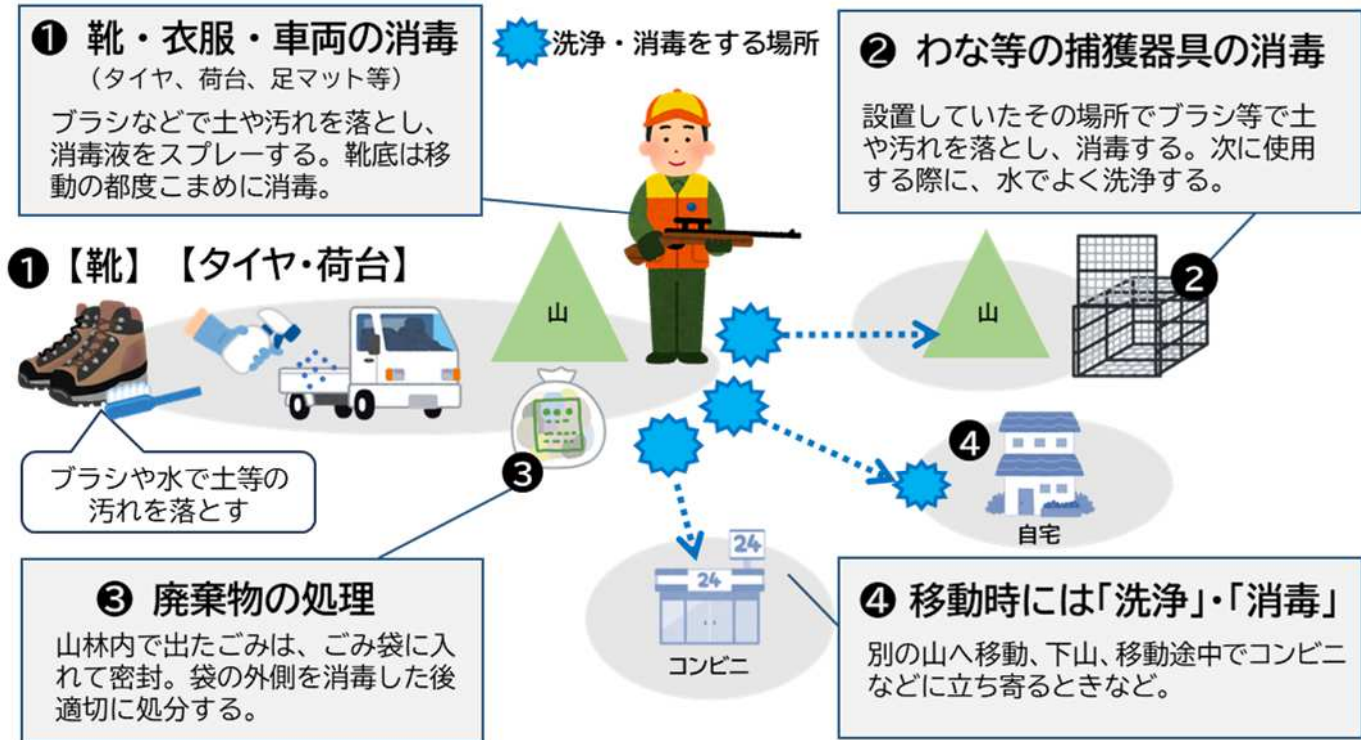 ❶ 靴・衣服・車両の消毒
（タイヤ、荷台、足マット等）
ブラシなどで土や汚れを落とし、
消毒液をスプレーする。靴底は移
動の都度こまめに消毒。
洗浄・消毒をする場所
❷ わな等の捕獲器具の消毒
設置していたその場所でブラシ等で土
や汚れを落とし、消毒する。次に使用
する際に、水でよく洗浄する。
❶【靴】【タイヤ・荷台】
山
山
❷
ブラシや水で土等の
汚れを落とす
❸
❹
自宅
24
24
コンビニ
❸ 廃棄物の処理
山林内で出たごみは、ごみ袋に入
れて密封。袋の外側を消毒した後
適切に処分する。
❹ 移動時には「洗浄」・「消毒」
別の山へ移動、下山、移動途中でコンビニ
などに立ち寄るときなど。